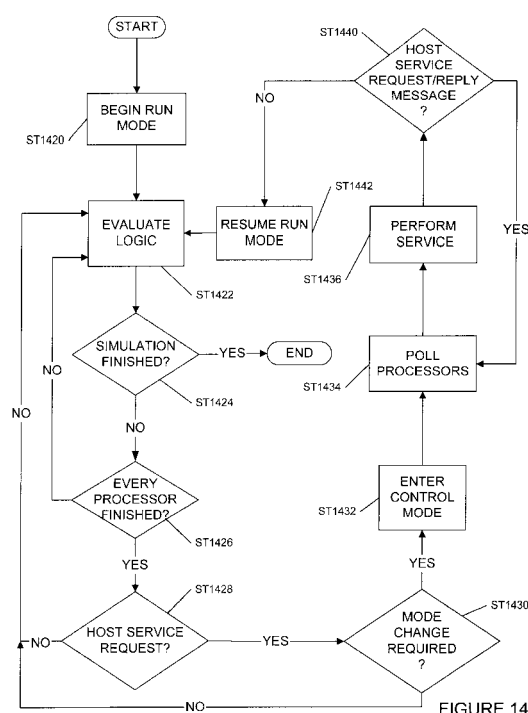 START
ST1440
HOST
SERVICE
REQUEST/REPLY
MESSAGE
?
NO
BEGIN RUN
MODE
ST1420
ST1442
EVALUATE
LOGIC
RESUME RUN
MODE
PERFORM
SERVICE
ST1436
YES
ST1422
SIMULATION
FINISHED?
YES
END
POLL
PROCESSORS
ST1434
ST1424
NO
NO
NO
EVERY
PROCESSOR
FINISHED?
ENTER
CONTROL
MODE
ST1432
ST1426
YES
YES
ST1428
ST1430
NO
HOST SERVICE
REQUEST?
YES
MODE
CHANGE
REQUIRED
?
NO
FIGURE 14